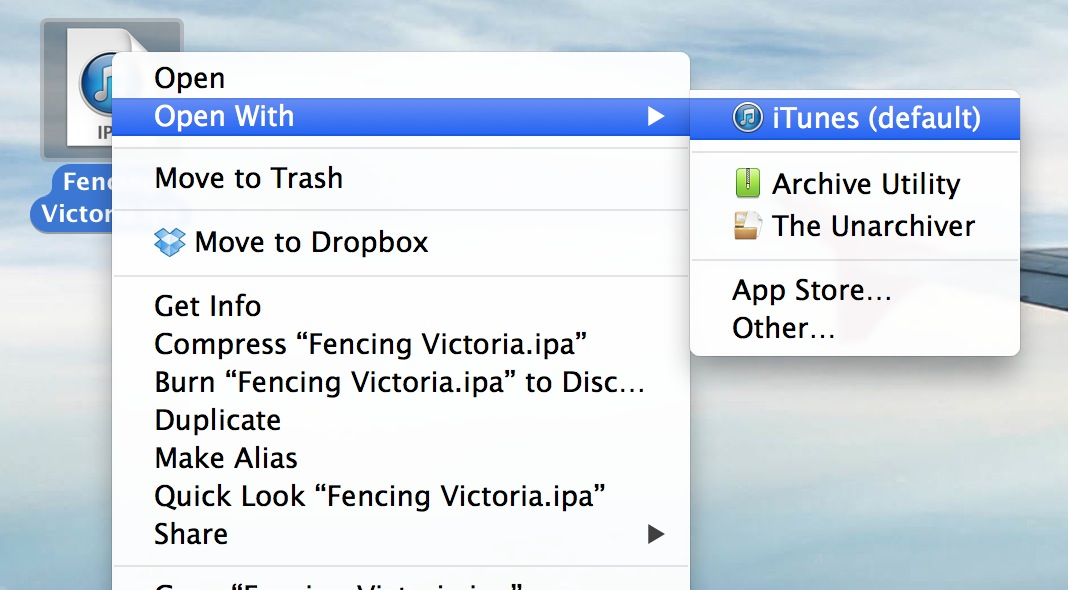 IP
Fenc
Victor
Open
Open With
Move to Trash
Move to Dropbox
Get Info
Compress “Fencing Victoria.ipa”
Burn “Fencing Victoria.ipa” to Disc…
Duplicate
Make Alias
Quick Look “Fencing Victoria.ipa”
Share
iTunes (default)
Archive Utility
The Unarchiver
App Store…
Other…